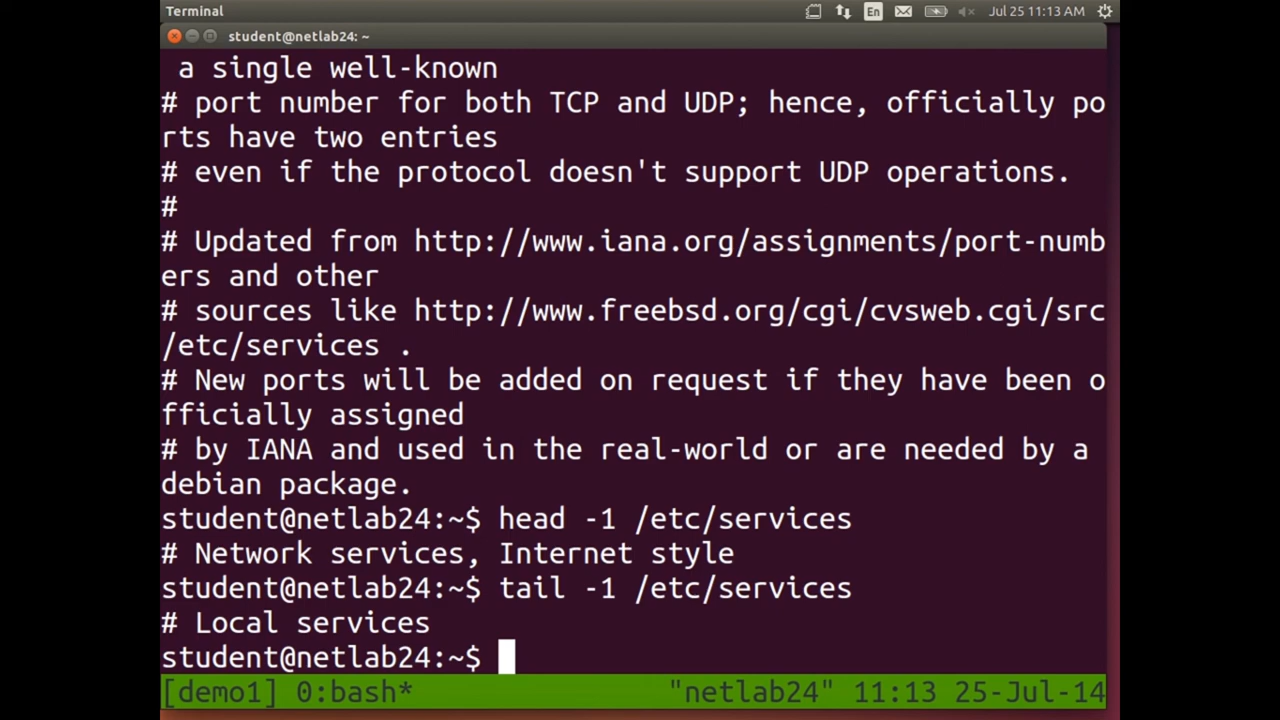 Terminal
En
Jul 25 11:13 AM
student@netlab24: ~
a single well-known
# port number for both TCP and UDP; hence, officially po
rts have two entries
# even if the protocol doesn't support UDP operations.
#
# Updated from http://www.iana.org/assignments/port-numb
ers and other
# sources like http://www.freebsd.org/cgi/cvsweb.cgi/src
/etc/services .
# New ports will be added on request if they have been o
fficially assigned
# by IANA and used in the real-world or are needed by a
debian package.
student@netlab24:~$ head -1 /etc/services
# Network services, Internet style
student@netlab24:~$ tail -1 /etc/services
# Local services
student@netlab24:~$
[demo1] 0:bash* "netlab24" 11:13 25-Jul-14